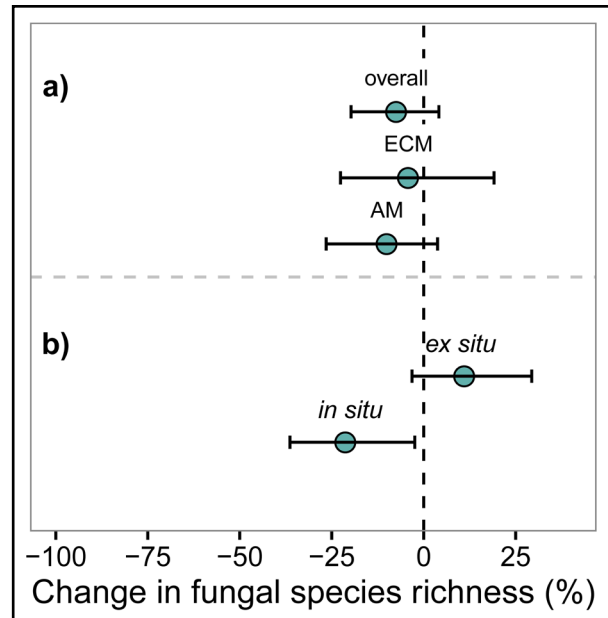 a)
overall
ECM
AM
b)
ex situ
in situ
−100 −75 −50 −25 0 25
Change in fungal species richness (%)